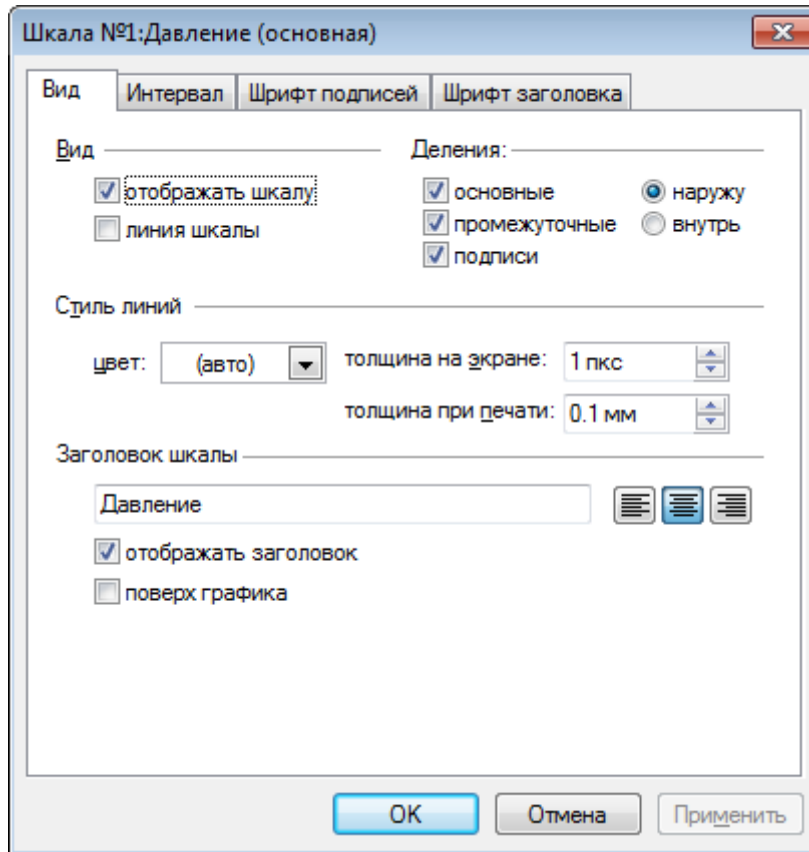 Шкала №1:Давление (основная)
Вид Интервал Шрифт подписей Шрифт заголовка
Вид
отображать шкалу
линия шкалы
Деления:
основные
промежуточные
подписи
наружу
внутрь
Стиль линий
цвет: (авто)
толщина на экране: 1 пкс
толщина при печати: 0.1 мм
Заголовок шкалы
Давление
отображать заголовок
поверх графика
OK Отмена Применить